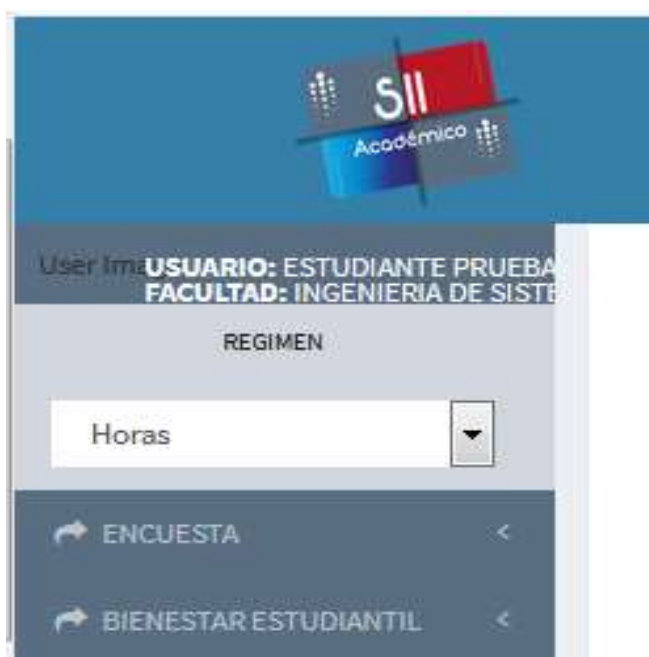 SII
Académico
User Ima
USUARIO: ESTUDIANTE PRUEBA
FACULTAD: INGENIERIA DE SISTE
REGIMEN
Horas
ENCUESTA <
BIENESTAR ESTUDIANTIL <